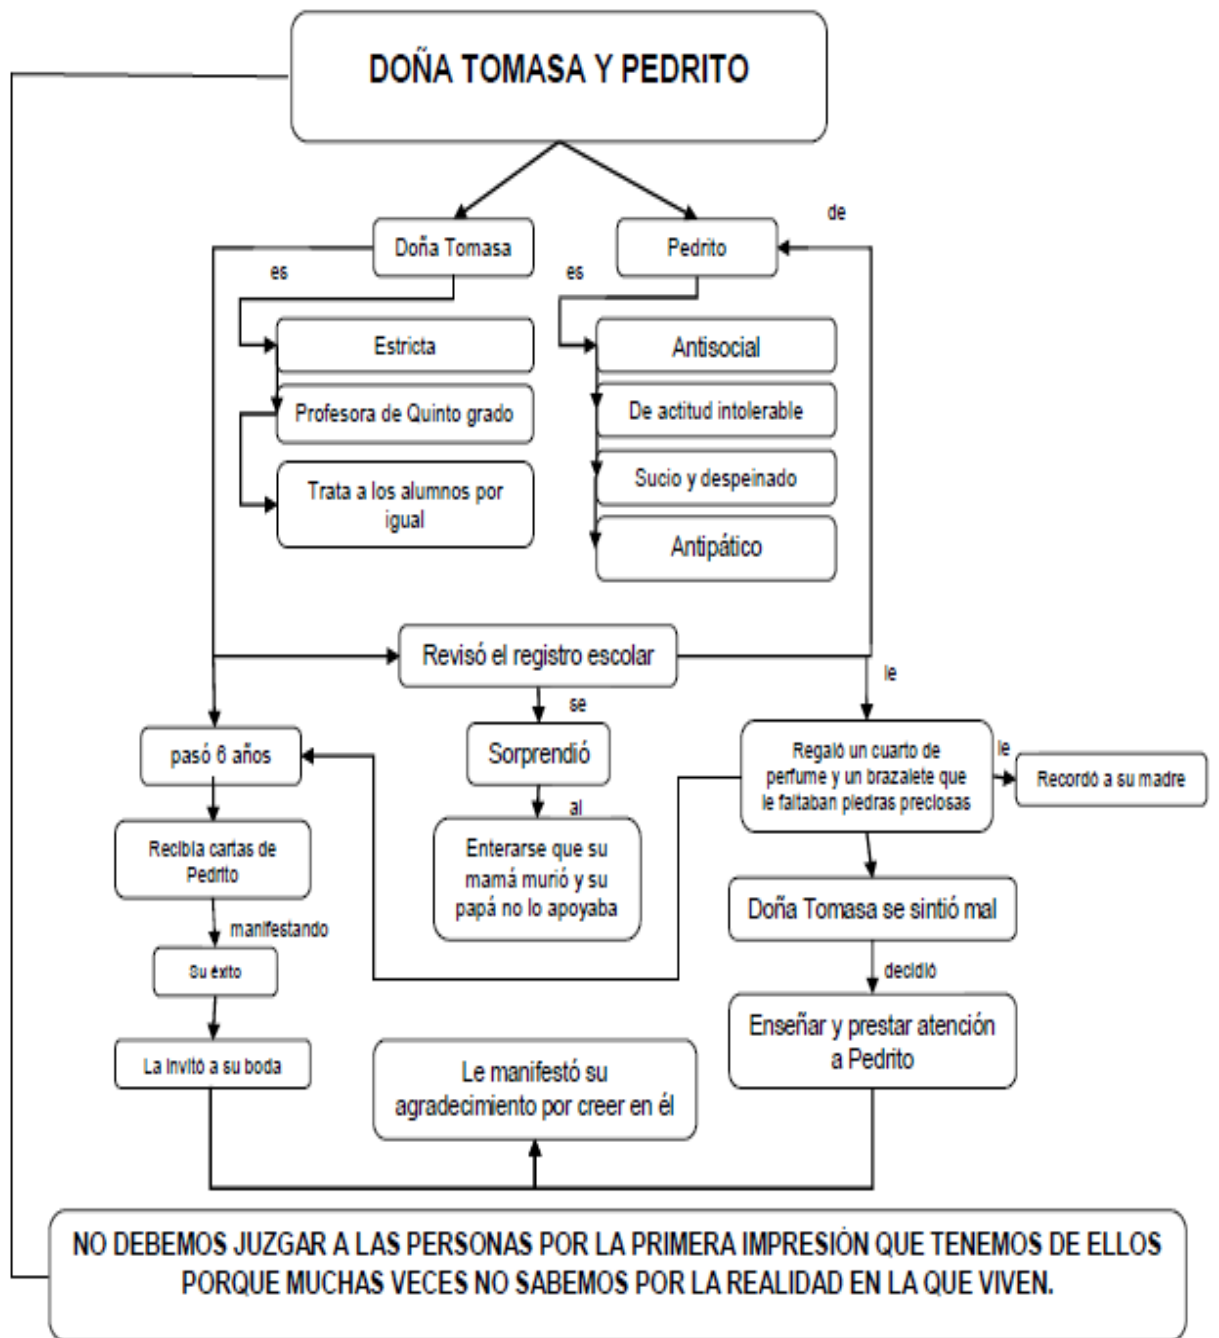 DOÑA TOMASA Y PEDRITO
de
Doña Tomasa
Pedrito
es
es
Estricta
Antisocial
Profesora de Quinto grado
De actitud intolerable
Trata a los alumnos por
igual
Sucio y despeinado
Antipático
Revisó el registro escolar
le
se
pasó 6 años
Sorprendió
Regaló un cuarto de
perfume y un brazalete que
le faltaban piedras preciosas
le
Recordó a su madre
al
Recibía cartas de
Pedrito
Enterarse que su
mamá murió y su
papá no lo apoyaba
Doña Tomasa se sintió mal
manifestando
Su éxito
decidió
Enseñar y prestar atención
a Pedrito
La invitó a su boda
Le manifestó su
agradecimiento por creer en él
NO DEBEMOS JUZGAR A LAS PERSONAS POR LA PRIMERA IMPRESIÓN QUE TENEMOS DE ELLOS
PORQUE MUCHAS VECES NO SABEMOS POR LA REALIDAD EN LA QUE VIVEN.